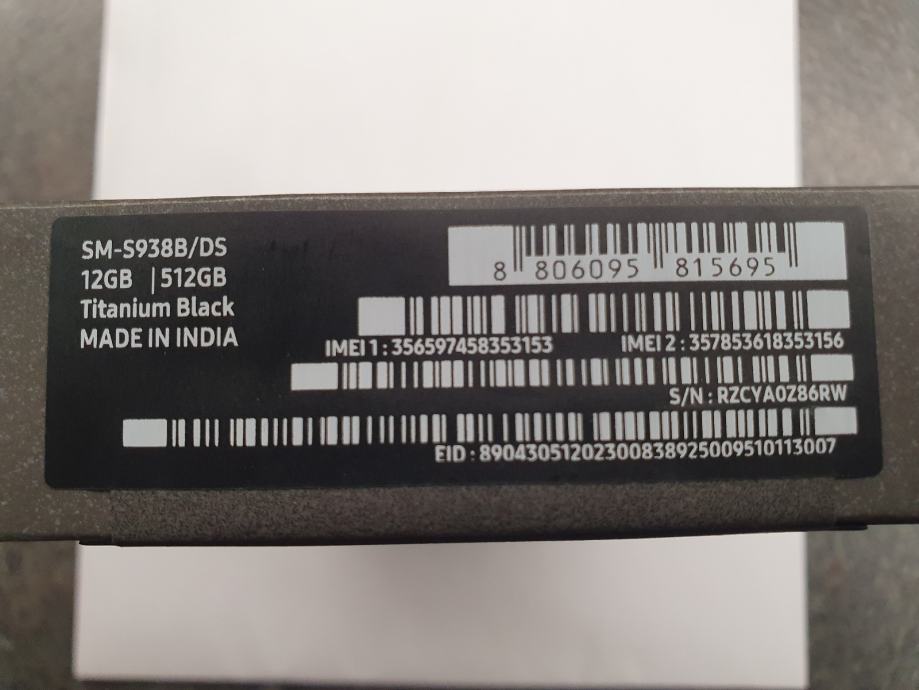 SM-S938B/DS
12GB | 512GB
Titanium Black
MADE IN INDIA
8 806095 815695
IMEI 1 : 356597458353153
IMEI 2 : 357853618353156
S/N : RZCYA0Z86RW
EID : 89043051202300838925009510113007